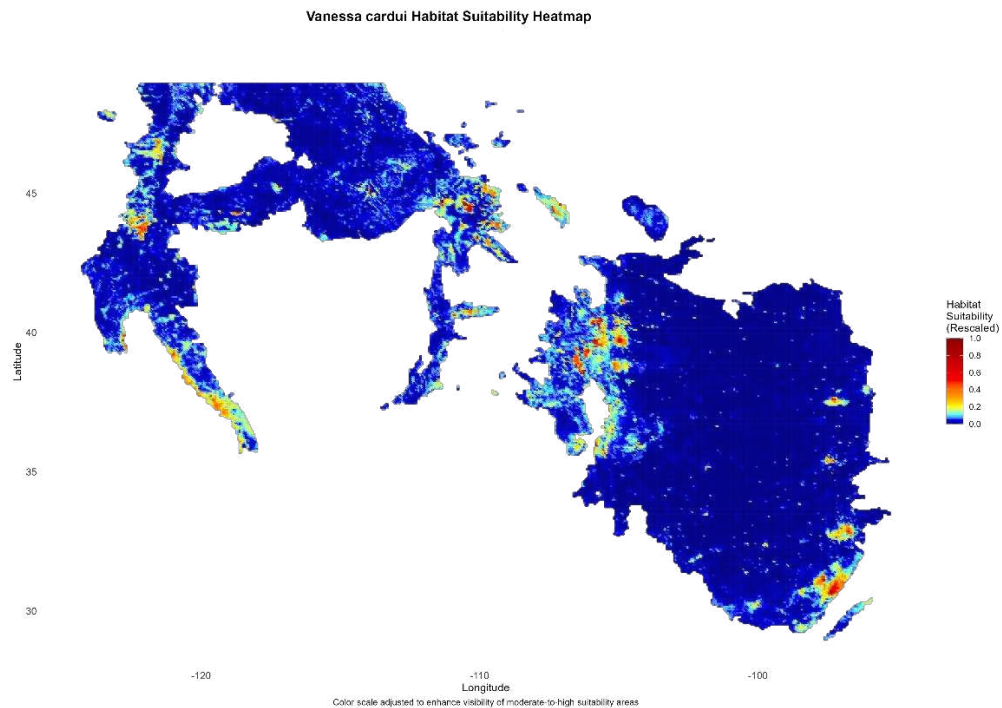 Vanessa cardui Habitat Suitability Heatmap
45
40
35
30
Latitude
-120
-110
-100
Longitude
Color scale adjusted to enhance visibility of moderate-to-high suitability areas
Habitat
Suitability
(Rescaled)
1.0
0.8
0.6
0.4
0.2
0.0